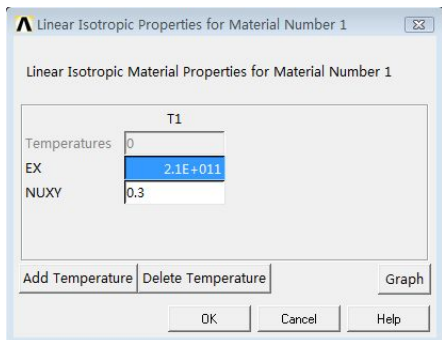 Linear Isotropic Properties for Material Number 1
Linear Isotropic Material Properties for Material Number 1
T1
Temperatures 0
EX 2.1E+011
NUXY 0.3
Add Temperature Delete Temperature Graph
OK Cancel Help